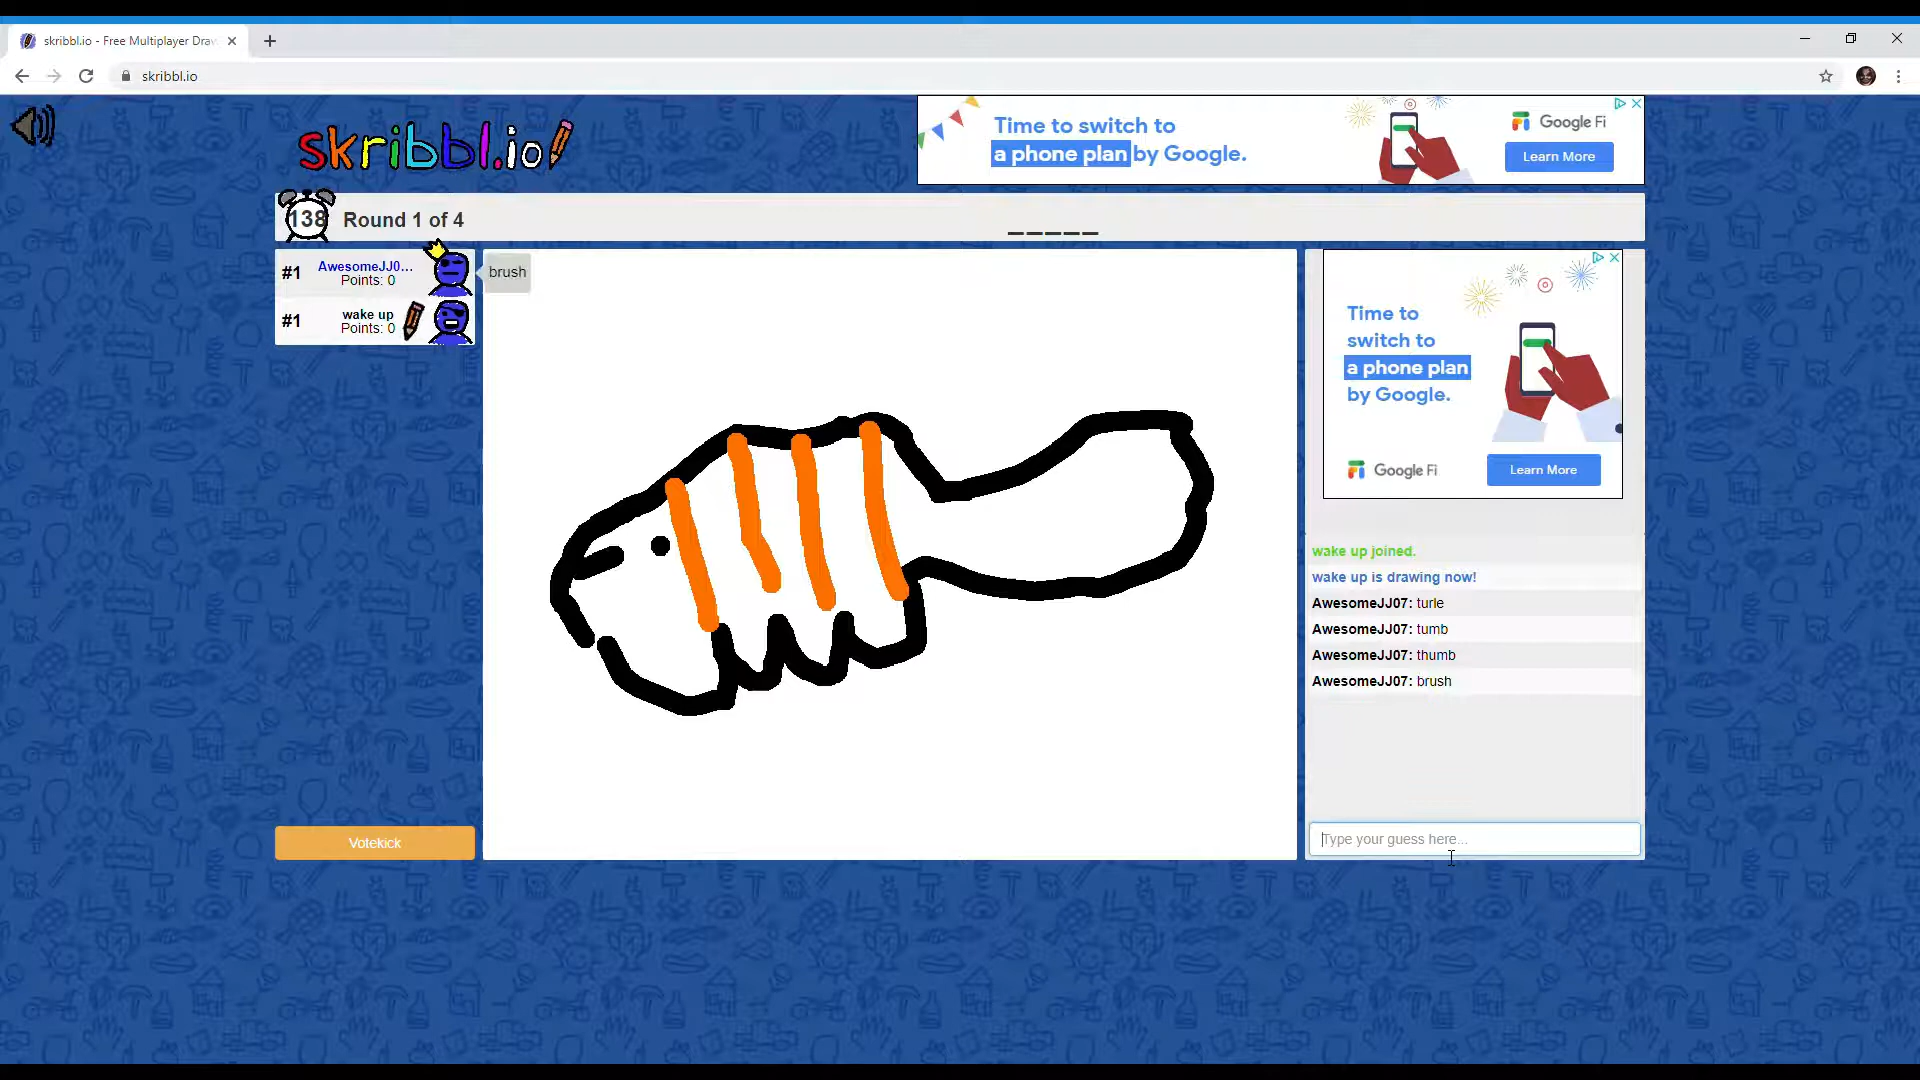 skribbl.io - Free Multiplayer Draw
skribbl.io
skribbl.io
Time to switch to
a phone plan by Google.
Google Fi
Learn More
138
Round 1 of 4
_____
#1
AwesomeJJ0...
Points: 0
brush
#1
wake up
Points: 0
Time to
switch to
a phone plan
by Google.
Google Fi
Learn More
wake up joined.
wake up is drawing now!
AwesomeJJ07: turle
AwesomeJJ07: tumb
AwesomeJJ07: thumb
AwesomeJJ07: brush
Votekick
Type your guess here...